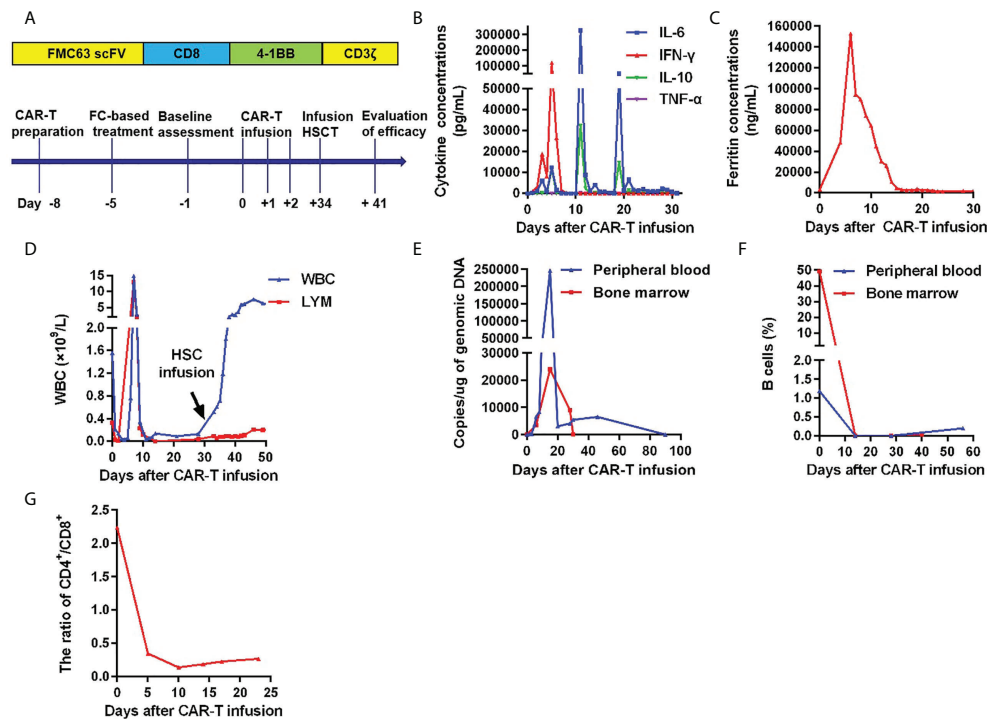 A
FMC63 scFV CD8 4-1BB CD3ζ
CAR-T preparation FC-based treatment Baseline assessment CAR-T infusion Infusion HSCT Evaluation of efficacy
Day -8 -5 -1 0 +1 +2 +34 + 41
B
Cytokine concentrations
(pg/mL)
300000
250000
200000
150000
100000
50000
40000
30000
20000
10000
0
IL-6
IFN-γ
IL-10
TNF-α
0 10 20 30
Days after CAR-T infusion
C
Ferritin concentrations
(ng/mL)
160000
140000
120000
100000
80000
60000
40000
20000
0
0 10 20 30
Days after CAR-T infusion
D
WBC (×10⁹/L)
15
10
5
2.0
1.6
1.2
0.8
0.4
0.0
WBC
LYM
HSC
infusion
0 10 20 30 40 50
Days after CAR-T infusion
E
Copies/ug of genomic DNA
250000
200000
150000
100000
50000
30000
20000
10000
0
Peripheral blood
Bone marrow
0 20 40 60 80 100
Days after CAR-T infusion
F
B cells (%)
50
40
30
20
10
2.0
1.5
1.0
0.5
0.0
Peripheral blood
Bone marrow
0 10 20 30 40 50 60
Days after CAR-T infusion
G
The ratio of CD4⁺/CD8⁺
2.5
2.0
1.5
1.0
0.5
0.0
0 5 10 15 20 25
Days after CAR-T infusion